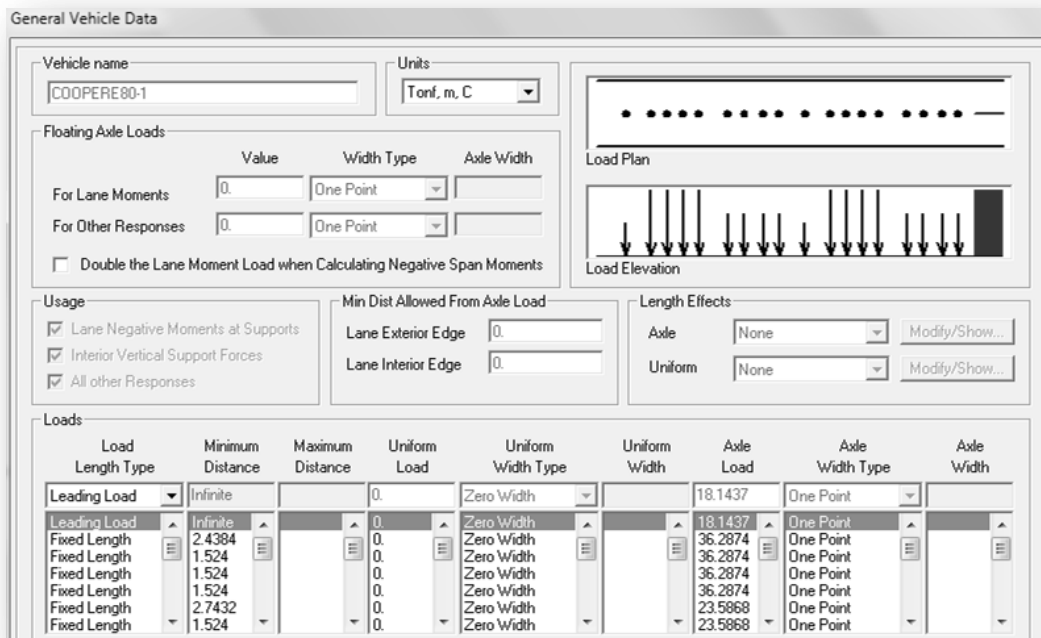 General Vehicle Data
Vehicle name
COOPERE80-1
Units
Tonf, m, C
Floating Axle Loads
Value Width Type Axle Width
For Lane Moments 0. One Point
For Other Responses 0. One Point
Double the Lane Moment Load when Calculating Negative Span Moments
Load Plan
Load Elevation
Usage
Lane Negative Moments at Supports
Interior Vertical Support Forces
All other Responses
Min Dist Allowed From Axle Load
Lane Exterior Edge 0.
Lane Interior Edge 0.
Length Effects
Axle None Modify/Show...
Uniform None Modify/Show...
Loads
Load Minimum Maximum Uniform Uniform Uniform Axle Axle Axle
Length Type Distance Distance Load Width Type Width Load Width Type Width
Leading Load Infinite 0. Zero Width 18.1437 One Point
Leading Load Infinite 0. Zero Width 18.1437 One Point
Fixed Length 2.4384 0. Zero Width 36.2874 One Point
Fixed Length 1.524 0. Zero Width 36.2874 One Point
Fixed Length 1.524 0. Zero Width 36.2874 One Point
Fixed Length 1.524 0. Zero Width 36.2874 One Point
Fixed Length 2.7432 0. Zero Width 23.5868 One Point
Fixed Length 1.524 0. Zero Width 23.5868 One Point